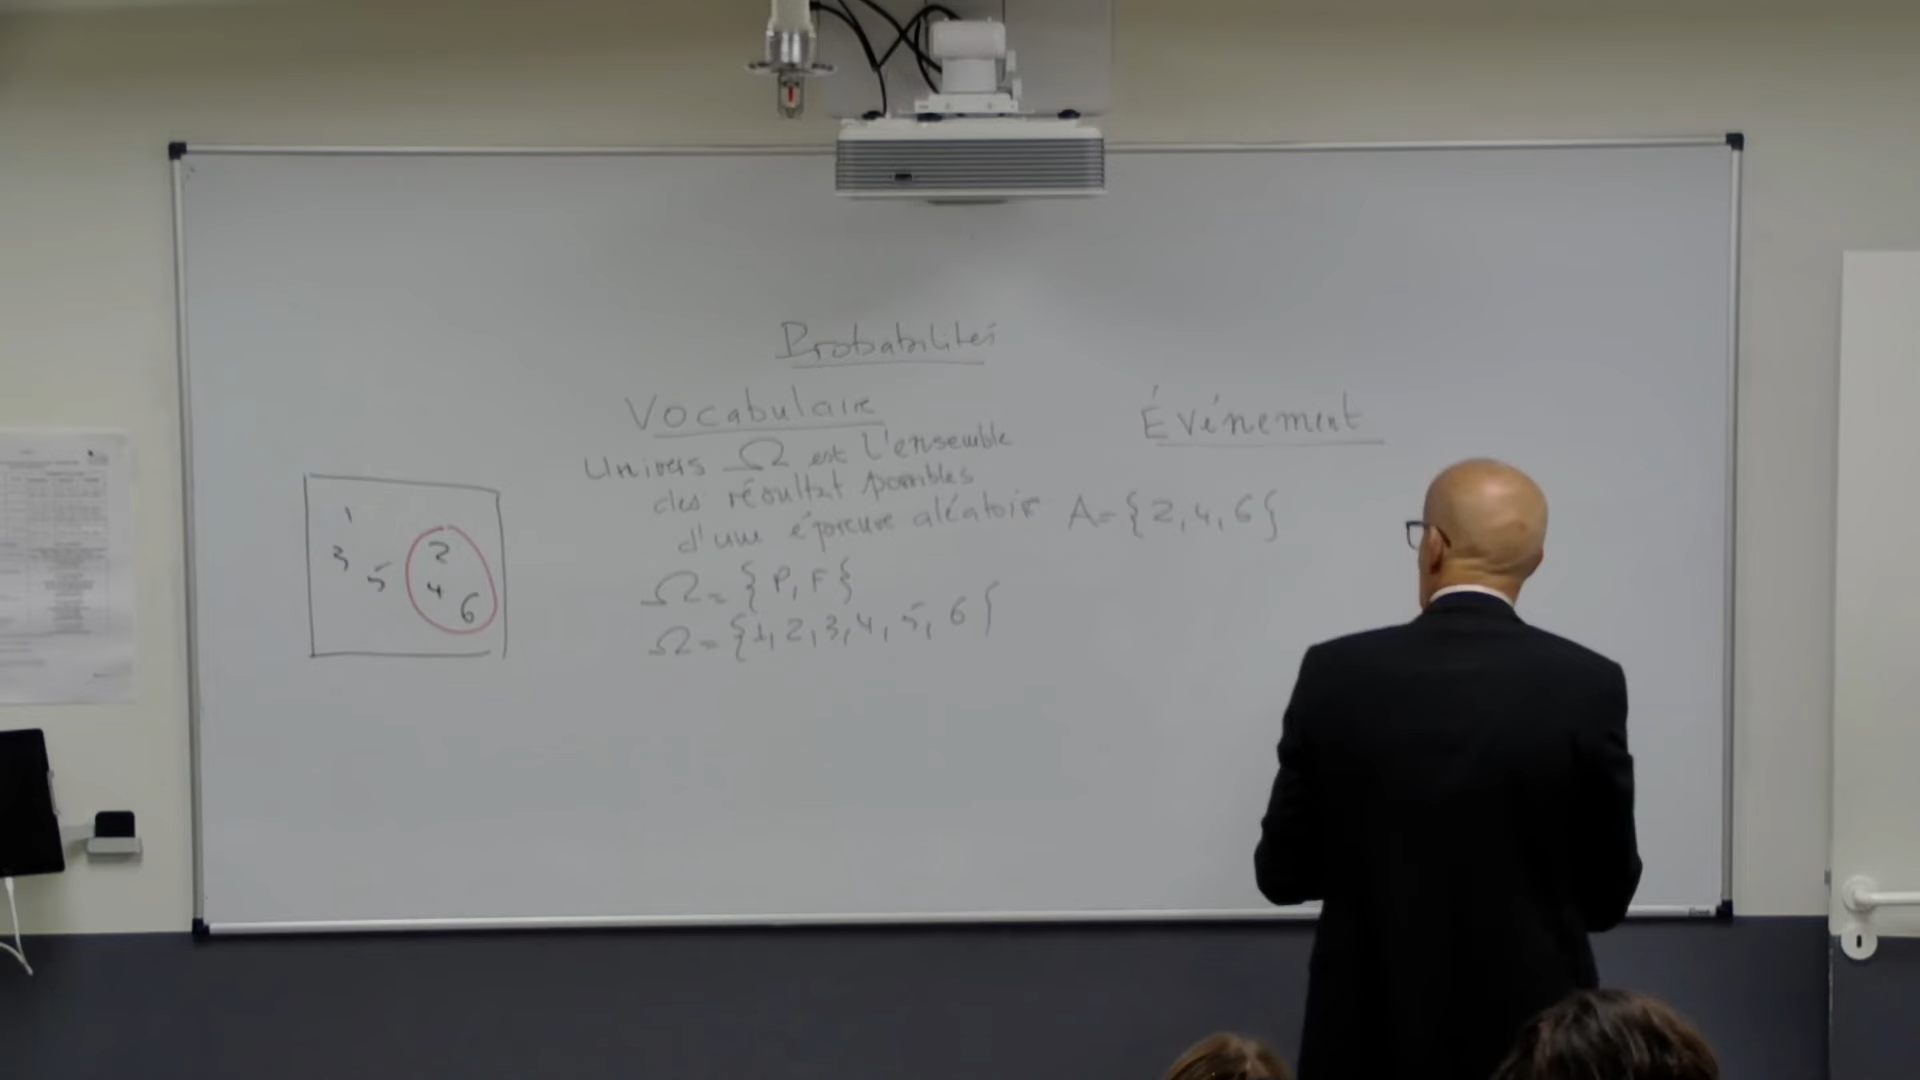 Probabilités
Vocabulaire
Univers Ω est l'ensemble
des résultat possibles
d'une épreuve aléatoire
Ω = {P, F}
Ω = {1, 2, 3, 4, 5, 6}
Événement
A = {2, 4, 6}
1
3
5
2
4
6